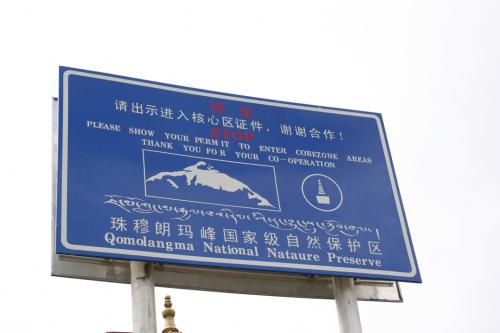 停车
请出示进入核心区证件，谢谢合作！
STOP
PLEASE SHOW YOUR PERMIT TO ENTER COREZONE AREAS
THANK YOU FOR YOUR CO-OPERATION
珠穆朗玛峰国家级自然保护区
Qomolangma National Nataure Preserve